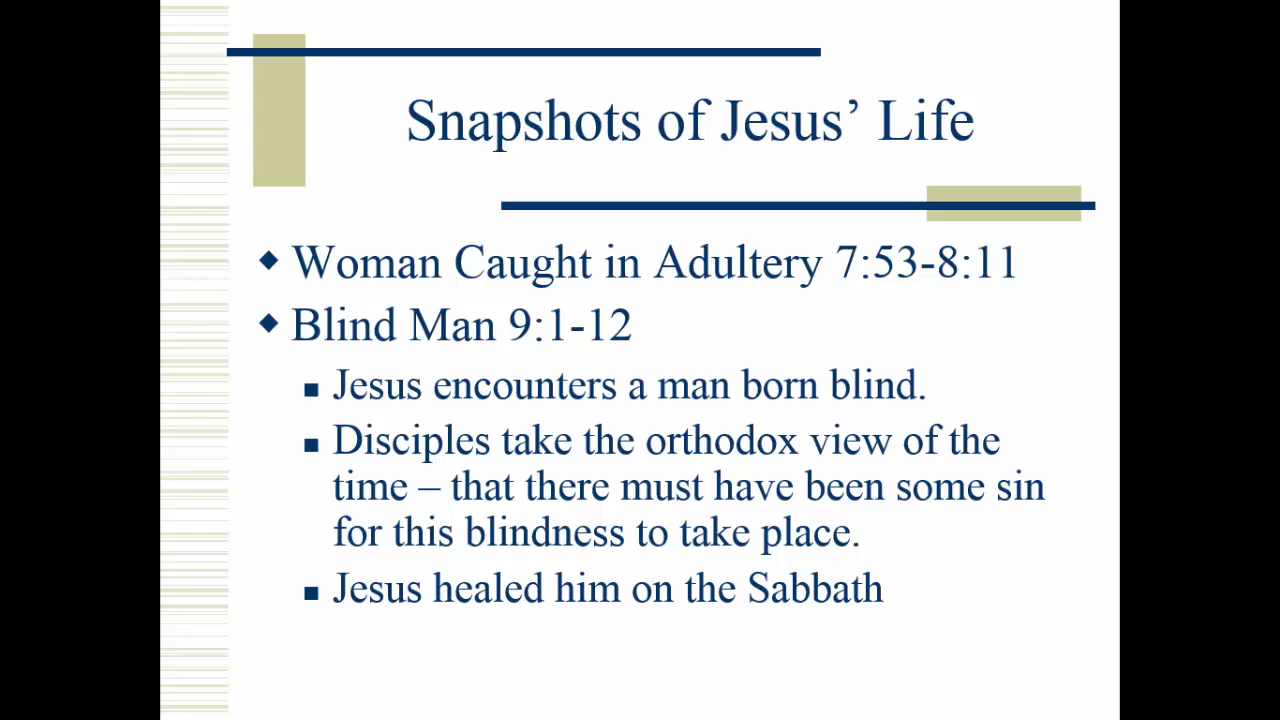 Snapshots of Jesus’ Life
Woman Caught in Adultery 7:53-8:11
Blind Man 9:1-12
Jesus encounters a man born blind.
Disciples take the orthodox view of the
time – that there must have been some sin
for this blindness to take place.
Jesus healed him on the Sabbath